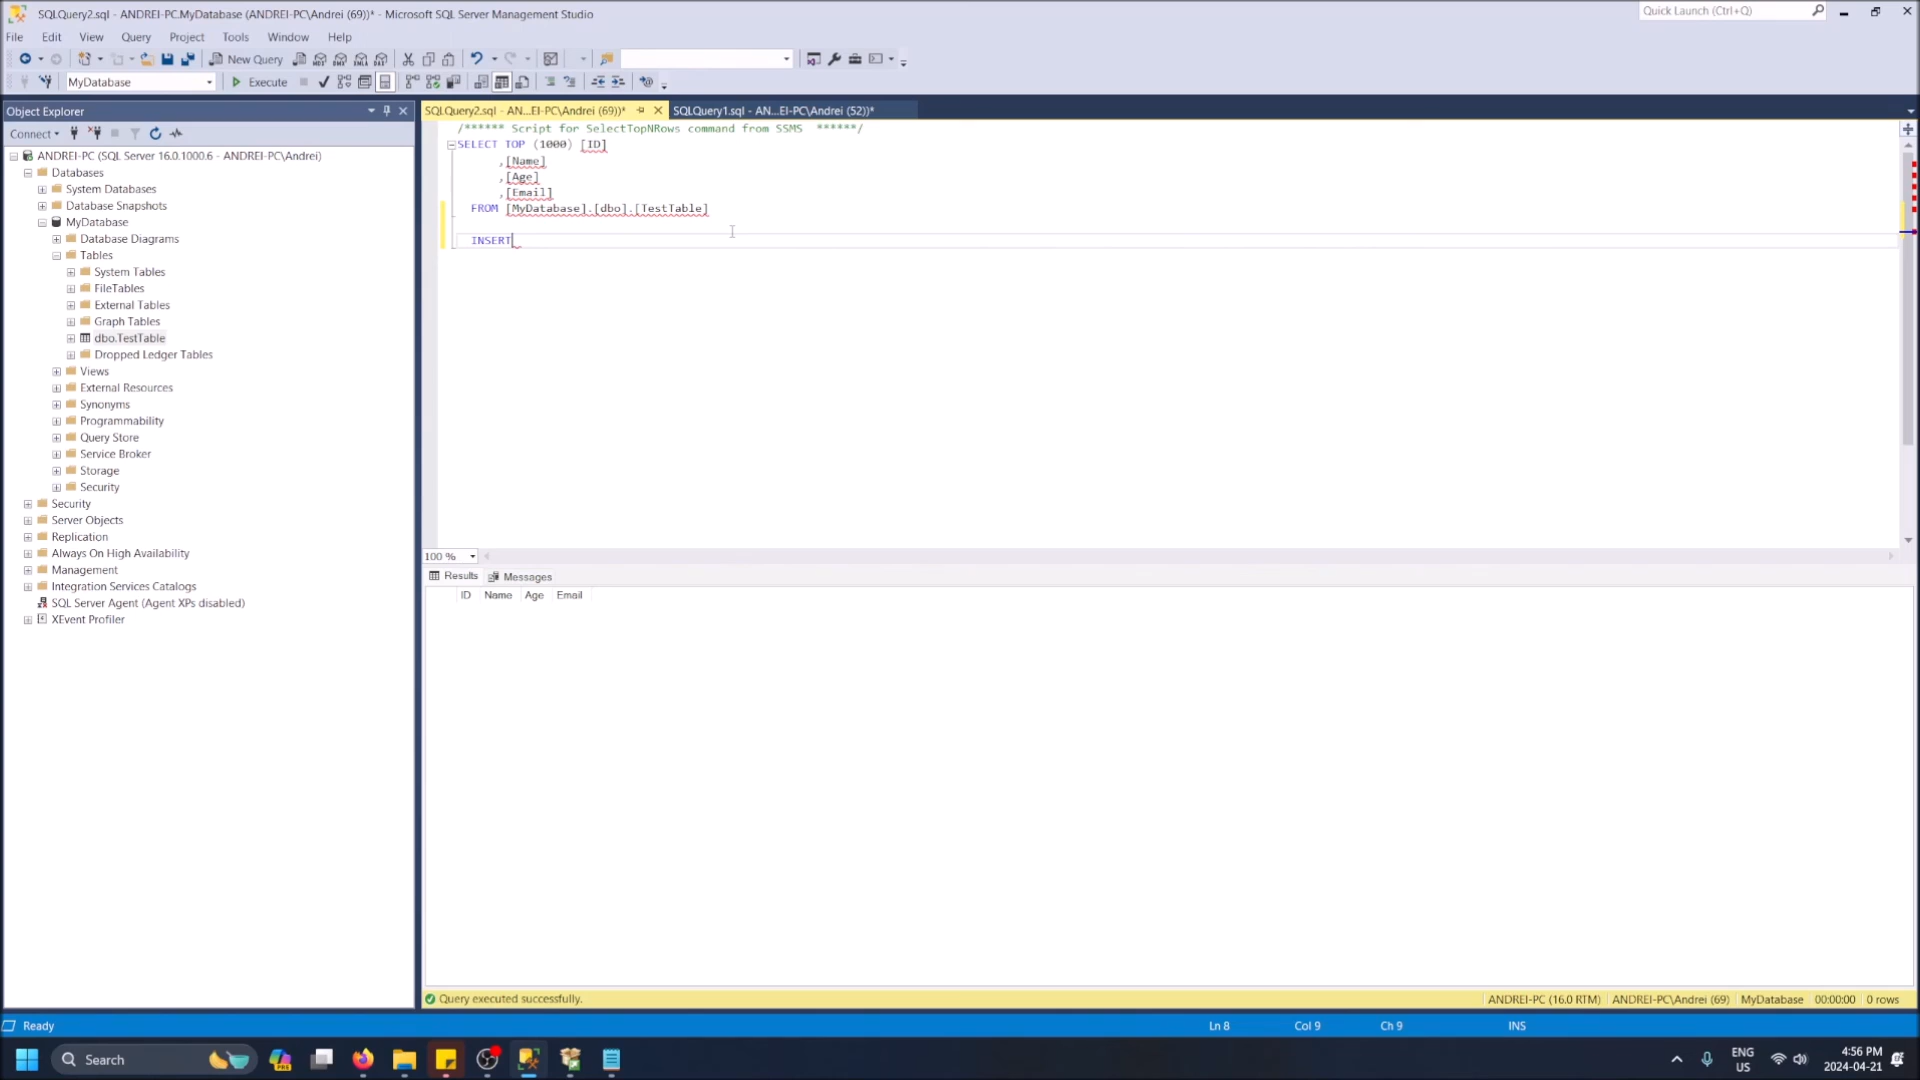 SQLQuery2.sql - ANDREI-PC.MyDatabase (ANDREI-PC\Andrei (69))* - Microsoft SQL Server Management Studio
Quick Launch (Ctrl+Q)
File Edit View Query Project Tools Window Help
New Query
MyDatabase
Execute
Object Explorer
Connect
ANDREI-PC (SQL Server 16.0.1000.6 - ANDREI-PC\Andrei)
Databases
System Databases
Database Snapshots
MyDatabase
Database Diagrams
Tables
System Tables
FileTables
External Tables
Graph Tables
dbo.TestTable
Dropped Ledger Tables
Views
External Resources
Synonyms
Programmability
Query Store
Service Broker
Storage
Security
Security
Server Objects
Replication
Always On High Availability
Management
Integration Services Catalogs
SQL Server Agent (Agent XPs disabled)
XEvent Profiler
SQLQuery2.sql - AN...EI-PC\Andrei (69))* SQLQuery1.sql - AN...EI-PC\Andrei (52))*
/****** Script for SelectTopNRows command from SSMS ******/
SELECT TOP (1000) [ID]
,[Name]
,[Age]
,[Email]
FROM [MyDatabase].[dbo].[TestTable]
INSERT
100 %
Results Messages
ID Name Age Email
Query executed successfully.
ANDREI-PC (16.0 RTM) ANDREI-PC\Andrei (69) MyDatabase 00:00:00 0 rows
Ready
Ln 8 Col 9 Ch 9 INS
Search
ENG
US
4:56 PM
2024-04-21